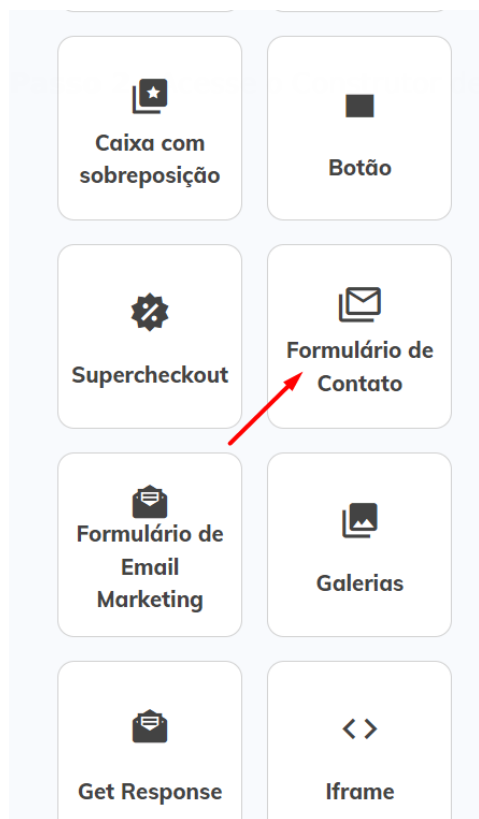 Caixa com
sobreposição
Botão
Supercheckout
Formulário de
Contato
Formulário de
Email
Marketing
Galerias
Get Response
Iframe